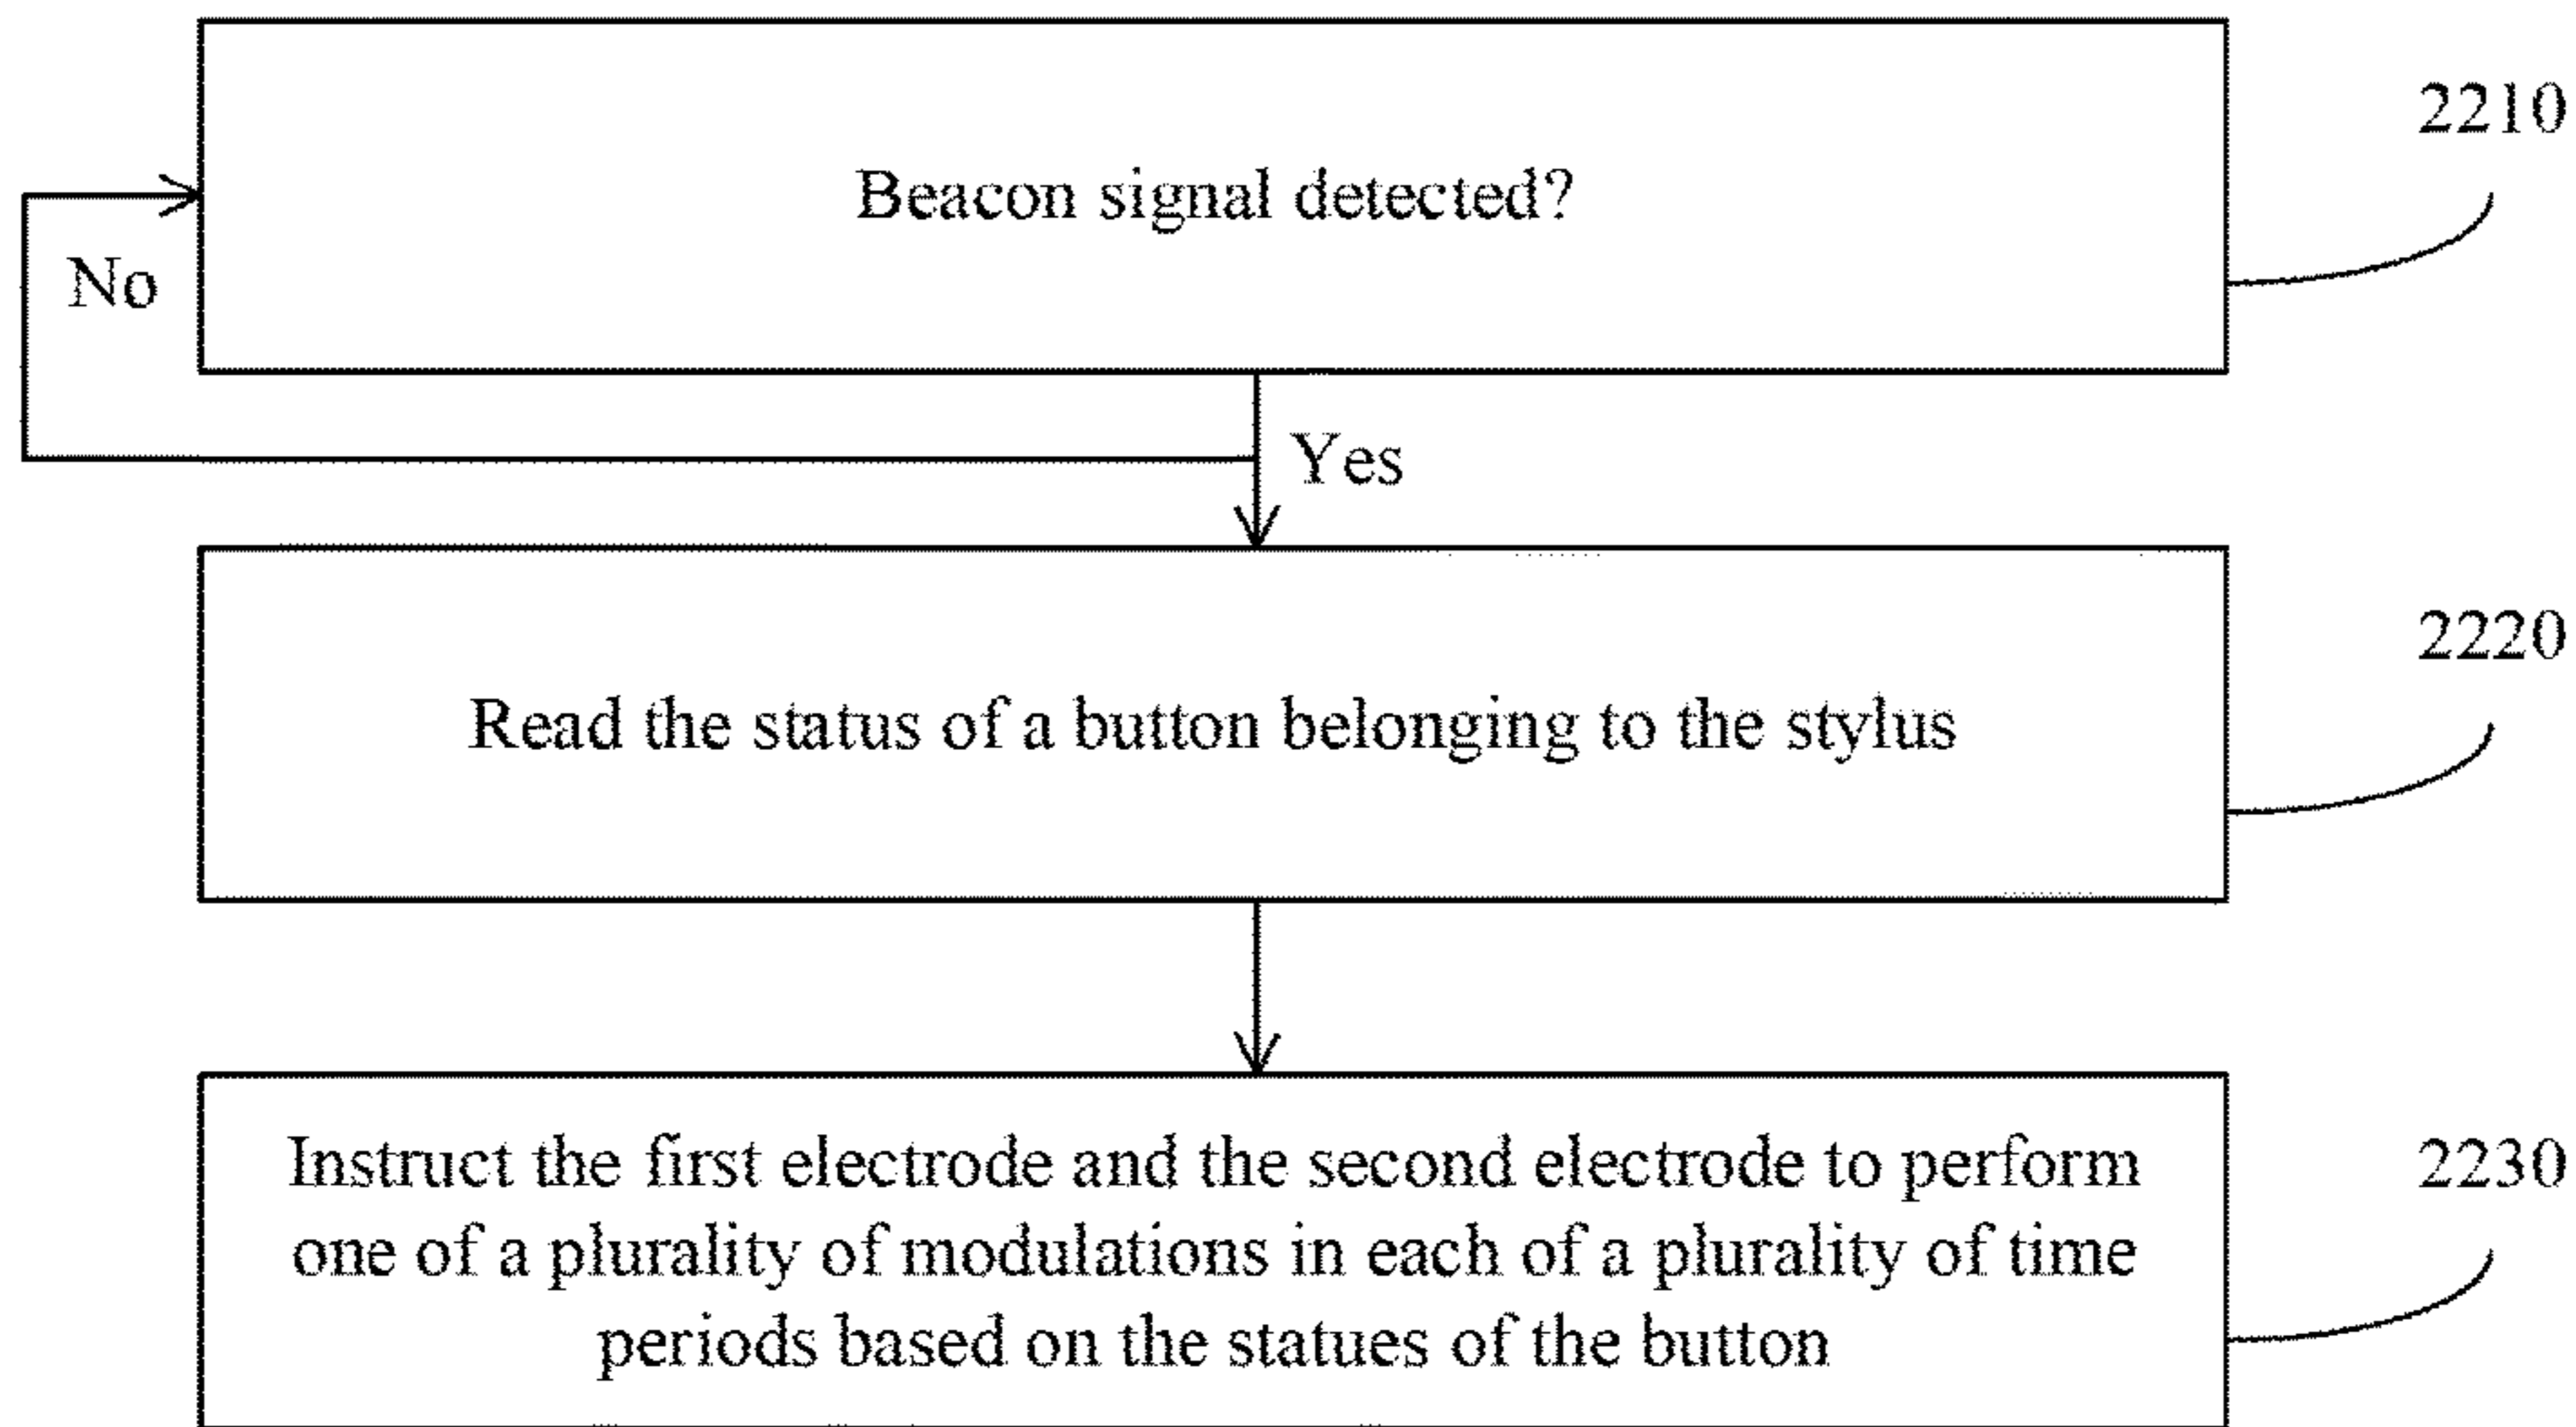 2210
Beacon signal detected?
No
Yes
2220
Read the status of a button belonging to the stylus
Instruct the first electrode and the second electrode to perform
2230
one of a plurality of modulations in each of a plurality of time
periods based on the statues of the button